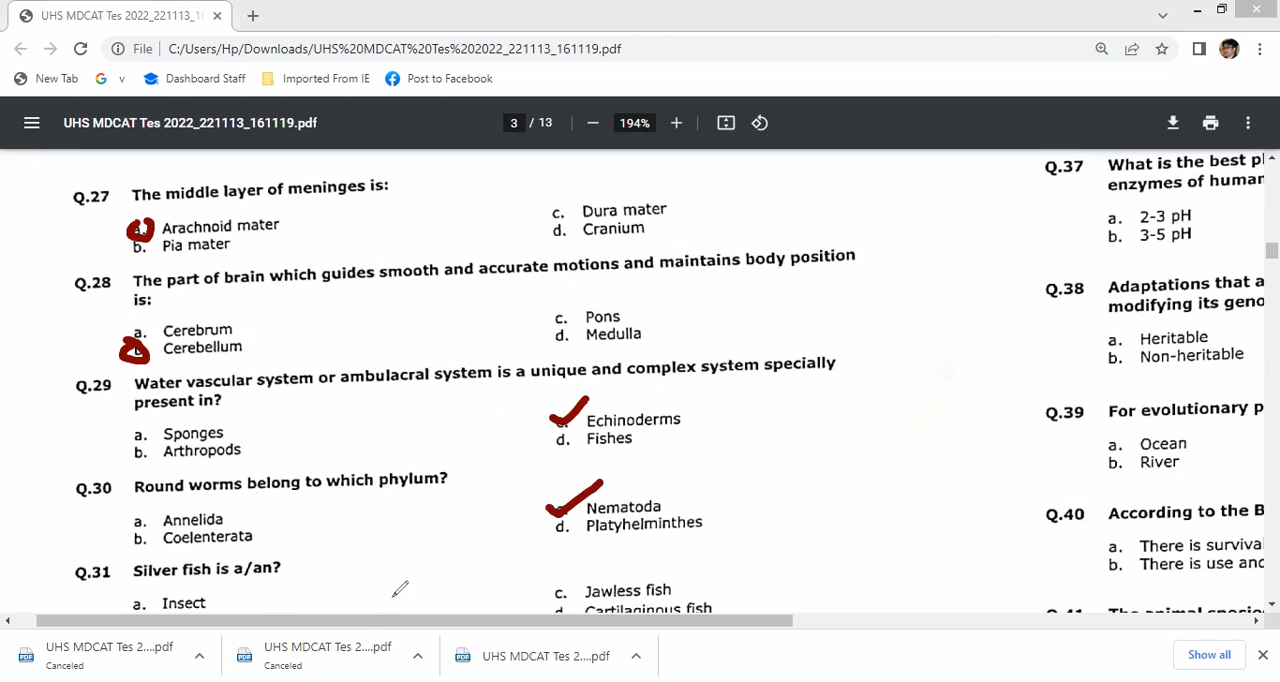 UHS MDCAT Tes 2022_221113_16
File C:/Users/Hp/Downloads/UHS%20MDCAT%20Tes%202022_221113_161119.pdf
New Tab
G v
Dashboard Staff
Imported From IE
Post to Facebook
UHS MDCAT Tes 2022_221113_161119.pdf
3 / 13
194%
Q.27 The middle layer of meninges is:
a. Arachnoid mater
b. Pia mater
c. Dura mater
d. Cranium
Q.28 The part of brain which guides smooth and accurate motions and maintains body position
is:
a. Cerebrum
Cerebellum
c. Pons
d. Medulla
Q.29 Water vascular system or ambulacral system is a unique and complex system specially
present in?
a. Sponges
b. Arthropods
Echinoderms
d. Fishes
Q.30 Round worms belong to which phylum?
a. Annelida
b. Coelenterata
Nematoda
d. Platyhelminthes
Q.31 Silver fish is a/an?
a. Insect
c. Jawless fish
d Cartilaginous fish
Q.37 What is the best p
enzymes of human
a. 2-3 pH
b. 3-5 pH
Q.38 Adaptations that a
modifying its geno
a. Heritable
b. Non-heritable
Q.39 For evolutionary p
a. Ocean
b. River
Q.40 According to the B
a. There is surviva
b. There is use and
Q.41 The animal specie
UHS MDCAT Tes 2....pdf
Canceled
UHS MDCAT Tes 2....pdf
Canceled
UHS MDCAT Tes 2....pdf
Show all